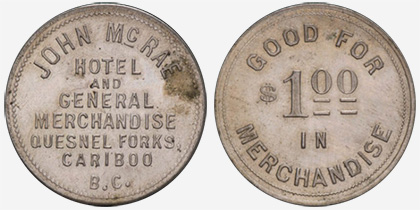 JOHN McRAE
HOTEL
AND
GENERAL
MERCHANDISE
QUESNEL FORKS,
CARIBOO
B.C.
GOOD FOR
$1.00
IN
MERCHANDISE